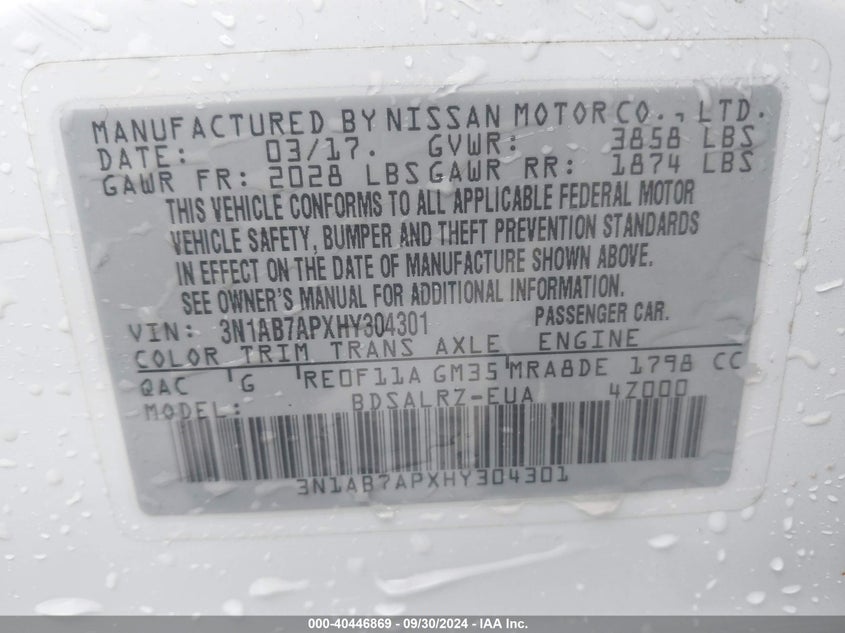 MANUFACTURED BY NISSAN MOTOR CO., LTD.
DATE: 03/17. GVWR: 3858 LBS
GAWR FR: 2028 LBS GAWR RR: 1874 LBS
THIS VEHICLE CONFORMS TO ALL APPLICABLE FEDERAL MOTOR
VEHICLE SAFETY, BUMPER AND THEFT PREVENTION STANDARDS
IN EFFECT ON THE DATE OF MANUFACTURE SHOWN ABOVE.
SEE OWNER'S MANUAL FOR ADDITIONAL INFORMATION.
VIN: 3N1AB7APXHY304301 PASSENGER CAR.
COLOR TRIM TRANS AXLE ENGINE
QAC G RE0F11A GM35 MRA8DE 1798 CC
MODEL: BDSALRZ-EUA 4Z000
3N1AB7APXHY304301
000-40446869 - 09/30/2024 - IAA Inc.